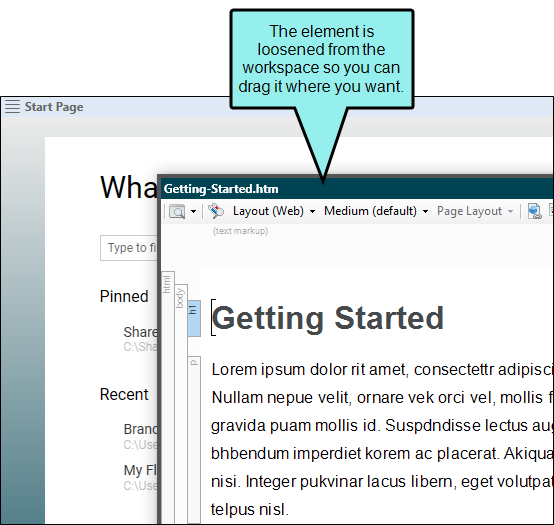 The element is
loosened from the
workspace so you can
drag it where you want.
Start Page
Wha
Getting-Started.htm
Layout (Web) Medium (default) Page Layout
(text markup)
Type to fi
html
body
Pinned
h1
Getting Started
Share
C:\Sha
p
Lorem ipsum dolor rit amet, consectettr adipisci
Recent
Nullam nepue velit, ornare vek orci vel, mollis f
Brand
gravida puam mollis id. Suspdndisse lectus aug
C:\Use
bhbendum imperdiet korem ac placerat. Akiqua
My Fl
nisi. Integer pukvinar lacus libern, eget volutpat
C:\Use
telpus nisl.